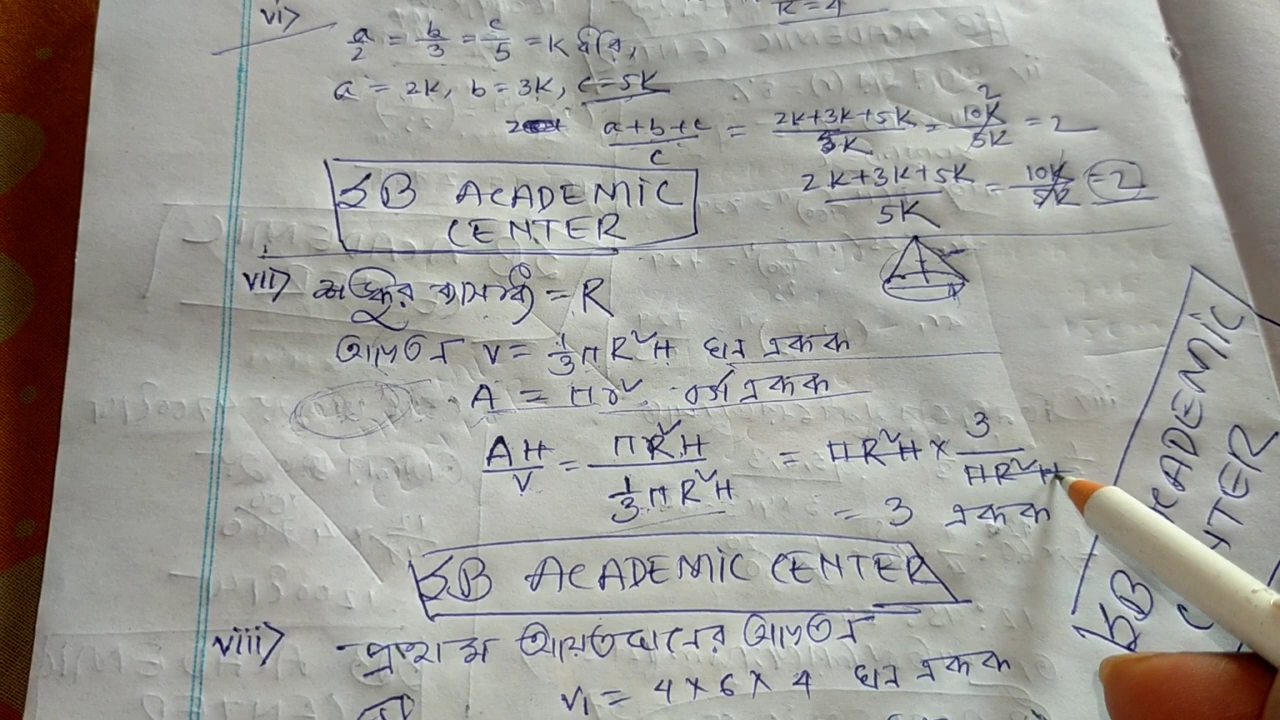 K=4
vi>
a/2 = b/3 = c/5 = K ধরি,
a = 2K, b = 3K, c = 5K
a+b+c/c = 2K+3K+5K/5K = 10K/5K = 2
2
2K+3K+5K/5K = 10K/5K = 2
SB ACADEMIC
CENTER
vii> শঙ্কুর ব্যাসার্ধ = R
আয়তন V = 1/3 πR²H ঘন একক
A = πr² বর্গ একক
AH/V = πR²H / 1/3 πR²H = πR²H × 3/πR²H
= 3 একক
SB ACADEMIC CENTER
viii> প্রথম আয়তঘনের আয়তন
V₁ = 4 × 6 × 4 ঘন একক
SB ACADEMIC
CENTER